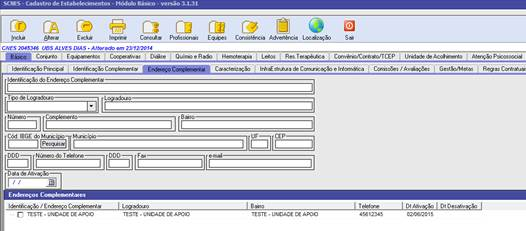 SCNES - Cadastro de Estabelecimentos - Módulo Básico - versão 3.1.31
Incluir Alterar Excluir Imprimir Consultar Profissionais Equipes Consistência Advertência Localização Sair
CNES 2045346 UBS ALVES DIAS - Alterado em 23/12/2014
Básico Conjunto Equipamentos Cooperativas Diálise Químio e Radio Hemoterapia Leitos Res.Terapêutica Convênio/Contrato/TCEP Unidade de Acolhimento Atenção Psicossocial
Identificação Principal Identificação Complementar Endereço Complementar Caracterização InfraEstrutura de Comunicação e Informática Comissões / Avaliações Gestão/Metas Regras Contratuais
Identificação do Endereço Complementar
Tipo de Logradouro Logradouro
Número Complemento Bairro
Cód. IBGE do Município Pesquisar Município UF CEP
DDD Número do Telefone DDD Fax e-mail
Data de Ativação
/ /
Endereços Complementares
Identificação / Endereço Complementar Logradouro Bairro Telefone Dt Ativação Dt Desativação
TESTE - UNIDADE DE APOIO TESTE - UNIDADE DE APOIO TESTE - UNIDADE DE APOIO 45612345 02/06/2015